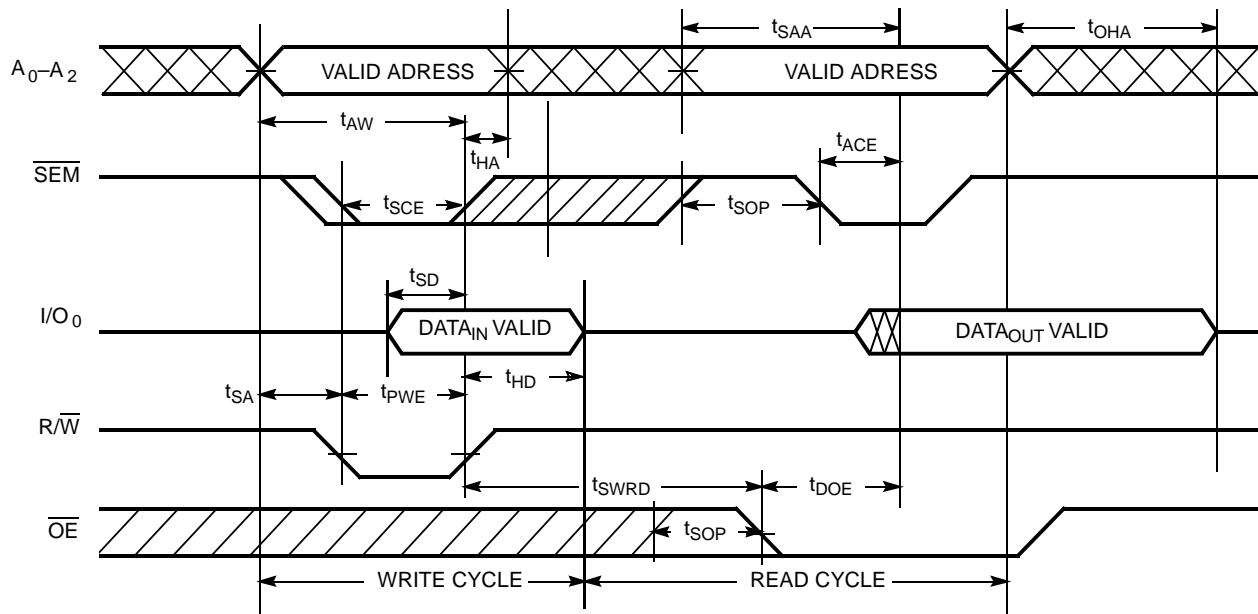 tSAA
tOHA
A0–A2
VALID ADRESS
VALID ADRESS
tAW
tHA
tACE
SEM
tSCE
tSOP
tSD
I/O0
DATAIN VALID
DATAOUT VALID
tSA
tPWE
tHD
R/W
tSWRD
tDOE
OE
tSOP
WRITE CYCLE
READ CYCLE